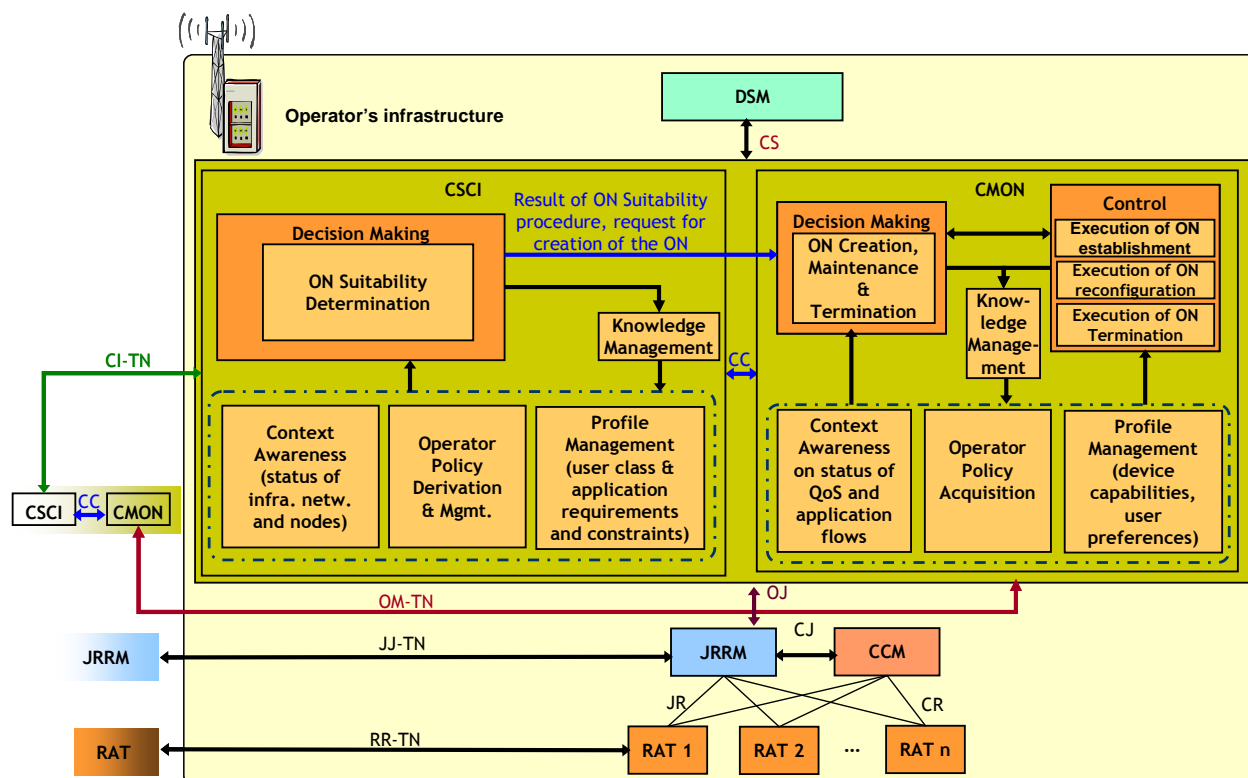 Operator's infrastructure
DSM
CS
CSCI
CMON
Result of ON Suitability
procedure, request for
creation of the ON
Decision Making
ON Suitability
Determination
Knowledge
Management
Decision Making
ON Creation,
Maintenance
&
Termination
Control
Execution of ON
establishment
Execution of ON
reconfiguration
Execution of ON
Termination
Know-
ledge
Manage-
ment
CI-TN
CC
Context
Awareness
(status of
infra. netw.
and nodes)
Operator
Policy
Derivation
& Mgmt.
Profile
Management
(user class &
application
requirements
and constraints)
Context
Awareness
on status of
QoS and
application
flows
Operator
Policy
Acquisition
Profile
Management
(device
capabilities,
user
preferences)
CSCI
CC
CMON
OM-TN
OJ
JRRM
JJ-TN
JRRM
CJ
CCM
JR
CR
RAT
RR-TN
RAT 1
RAT 2
...
RAT n